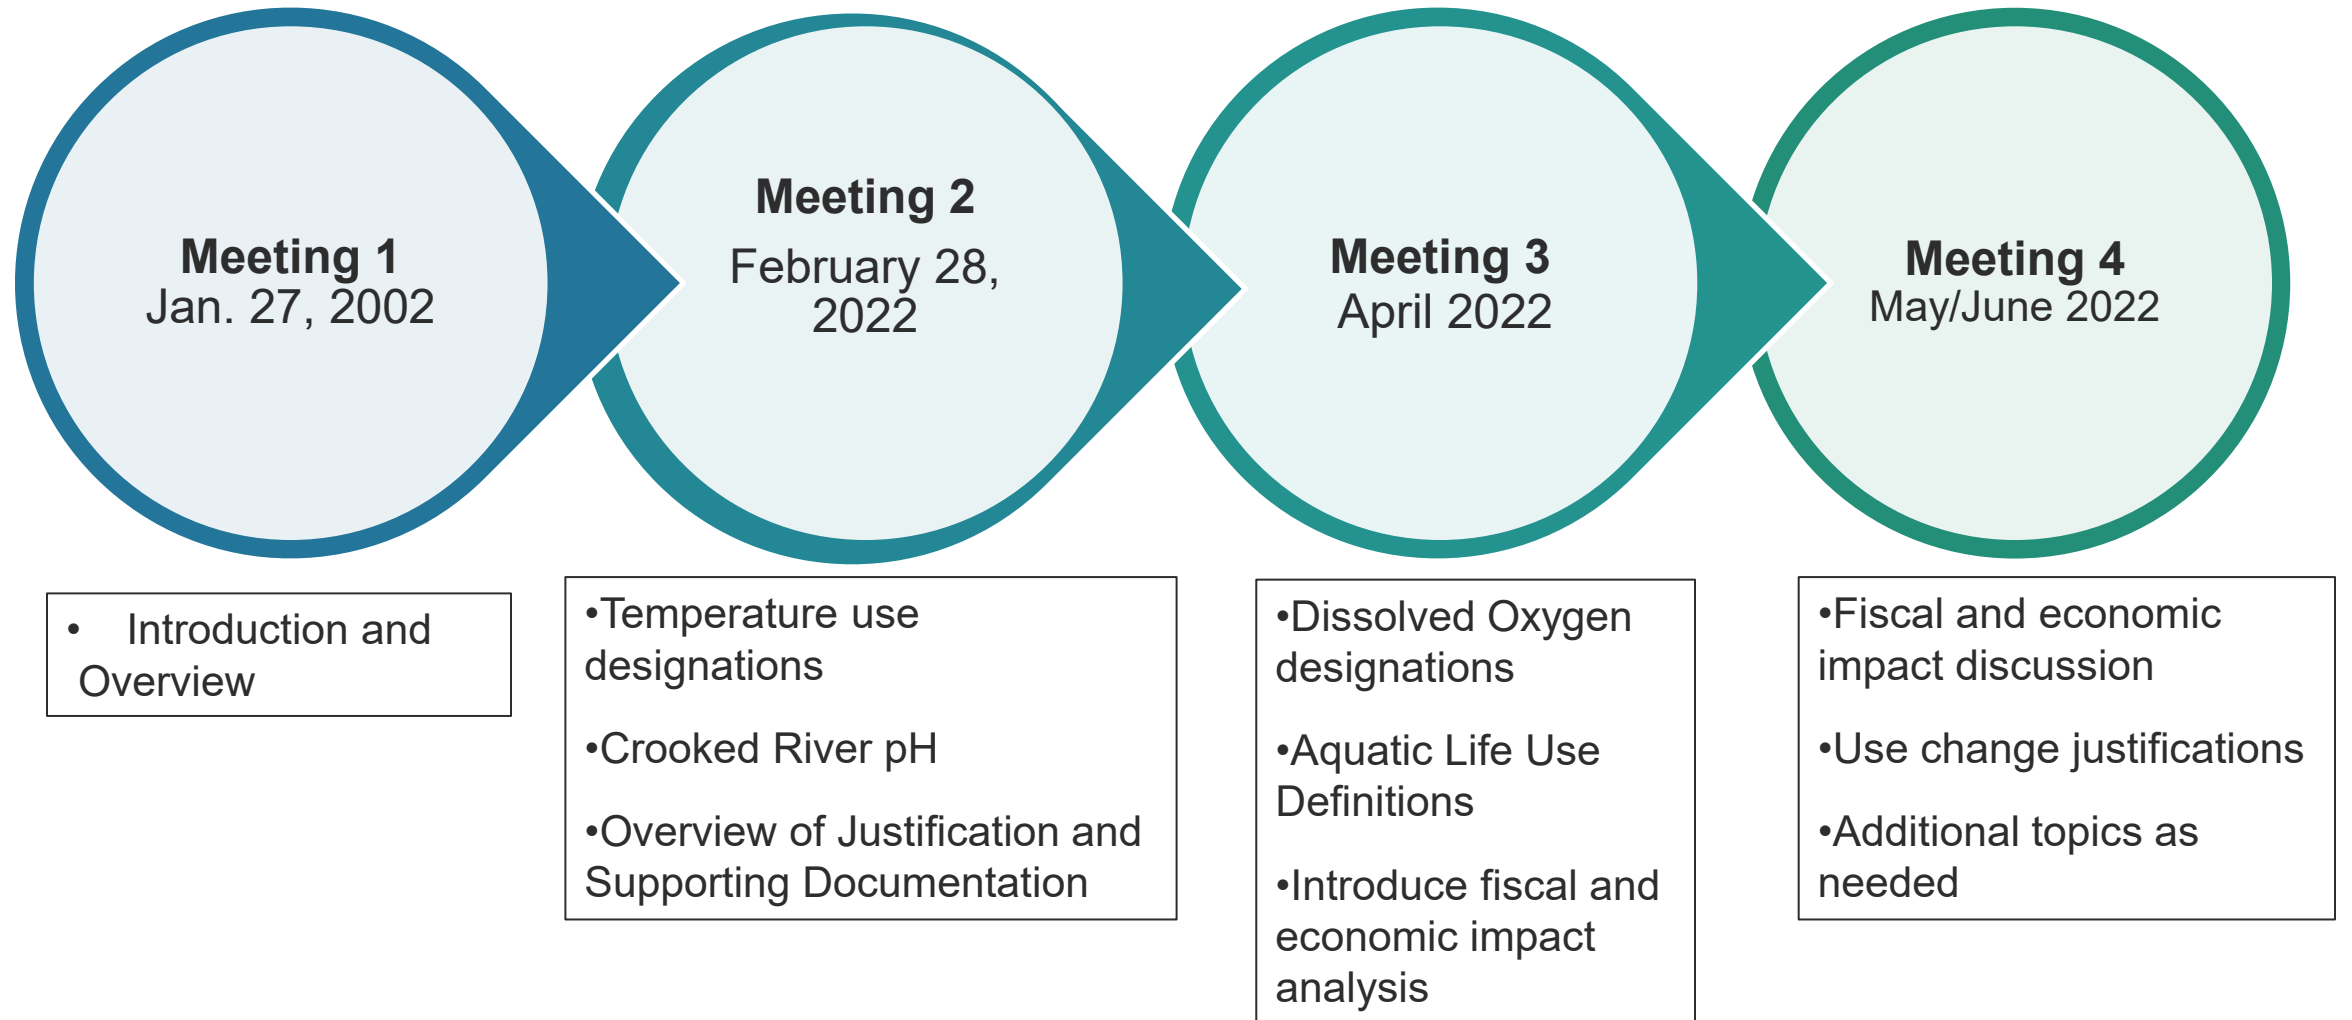 Meeting 1
Jan. 27, 2002
Meeting 2
February 28,
2022
Meeting 3
April 2022
Meeting 4
May/June 2022
• Introduction and
Overview
•Temperature use
designations
•Crooked River pH
•Overview of Justification and
Supporting Documentation
•Dissolved Oxygen
designations
•Aquatic Life Use
Definitions
•Introduce fiscal and
economic impact
analysis
•Fiscal and economic
impact discussion
•Use change justifications
•Additional topics as
needed